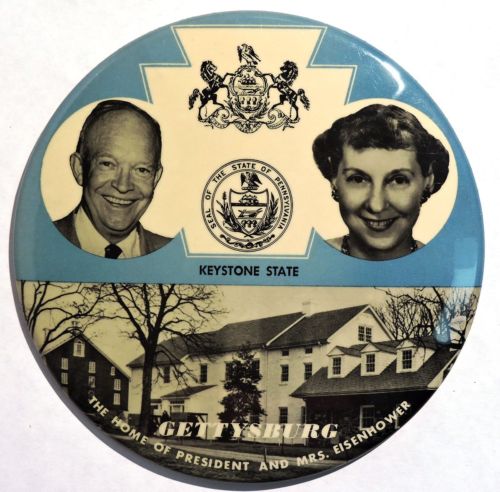 SEAL OF THE STATE OF PENNSYLVANIA
KEYSTONE STATE
GETTYSBURG
THE HOME OF PRESIDENT AND MRS. EISENHOWER